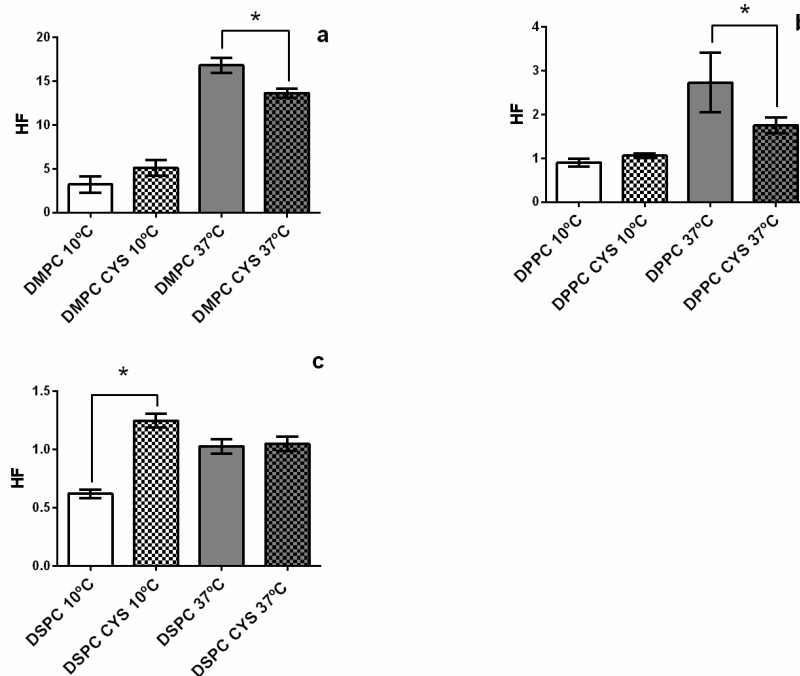 *
a
20
15
10
5
0
HF
DMPC 10ºC
DMPC CYS 10ºC
DMPC 37ºC
DMPC CYS 37ºC
*
b
4
3
2
1
0
HF
DPPC 10ºC
DPPC CYS 10ºC
DPPC 37ºC
DPPC CYS 37ºC
*
c
1.5
1.0
0.5
0.0
HF
DSPC 10ºC
DSPC CYS 10ºC
DSPC 37ºC
DSPC CYS 37ºC